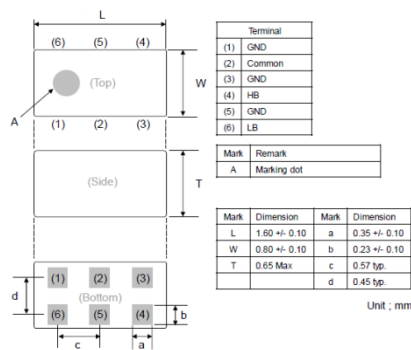 L
(6) (5) (4)
(Top)
W
A
(1) (2) (3)
(Side)
T
(1) (2) (3)
(Bottom)
d
(6) (5) (4)
b
c a
Terminal
(1) GND
(2) Common
(3) GND
(4) HB
(5) GND
(6) LB
Mark Remark
A Marking dot
Mark Dimension Mark Dimension
L 1.60 +/- 0.10 a 0.35 +/- 0.10
W 0.80 +/- 0.10 b 0.23 +/- 0.10
T 0.65 Max c 0.57 typ.
d 0.45 typ.
Unit ; mm